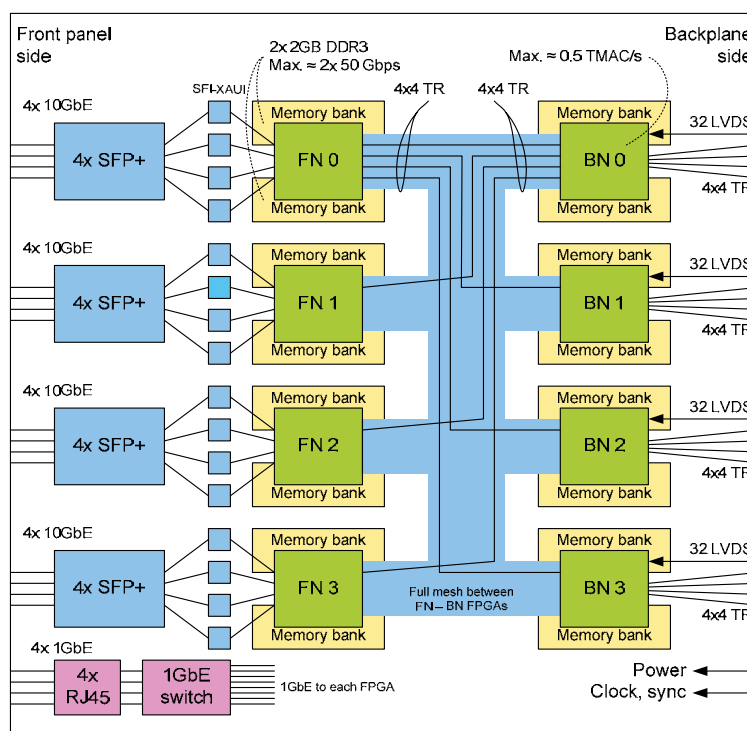 Front panel
side
2x 2GB DDR3
Max. ≈ 2x 50 Gbps
Max. ≈ 0.5 TMAC/s
Backplane
side
SFI-XAUI
4x 10GbE
4x SFP+
Memory bank
FN 0
Memory bank
4x4 TR
4x4 TR
Memory bank
BN 0
Memory bank
32 LVDS
4x4 TR
4x 10GbE
4x SFP+
Memory bank
FN 1
Memory bank
Memory bank
BN 1
Memory bank
32 LVDS
4x4 TR
4x 10GbE
4x SFP+
Memory bank
FN 2
Memory bank
Memory bank
BN 2
Memory bank
32 LVDS
4x4 TR
4x 10GbE
4x SFP+
Memory bank
FN 3
Memory bank
Full mesh between
FN – BN FPGAs
Memory bank
BN 3
Memory bank
32 LVDS
4x4 TR
4x 1GbE
4x
RJ45
1GbE
switch
1GbE to each FPGA
Power
Clock, sync